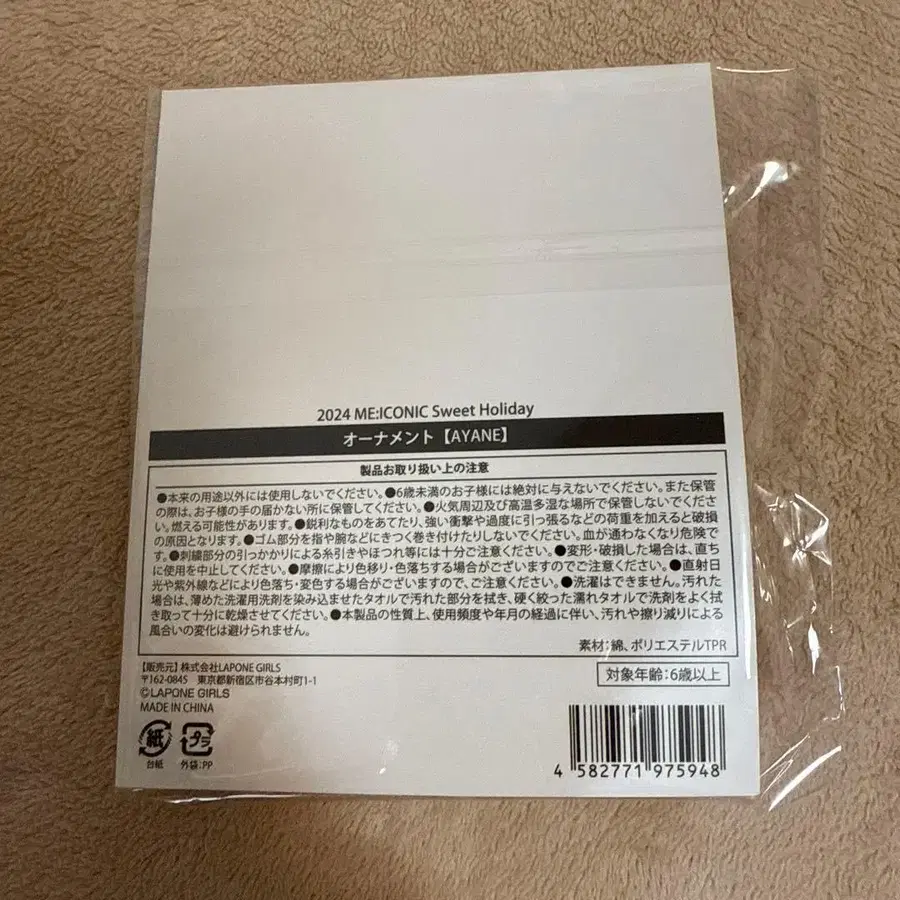 2024 ME:ICONIC Sweet Holiday
オーナメント【AYANE】
製品お取り扱い上の注意
●本来の用途以外には使用しないでください。●6歳未満のお子様には絶対に与えないでください。また保管
の際は、お子様の手の届かない所に保管してください。●火気周辺及び高温多湿な場所で保管しないでくださ
い。燃える可能性があります。●鋭利なものをあてたり、強い衝撃や過度に引っ張るなどの荷重を加えると破損
の原因となります。●ゴム部分を指や腕などにきつく巻き付けたりしないでください。血が通わなくなり危険で
す。●刺繍部分の引っかかりによる糸引きやほつれ等には十分ご注意ください。●変形・破損した場合は、直ち
に使用を中止してください。●摩擦により色移り・色落ちする場合がございますのでご注意ください。●直射日
光や紫外線などにより色落ち・変色する場合がございますので、ご注意ください。●洗濯はできません。汚れた
場合は、薄めた洗濯用洗剤を染み込ませたタオルで汚れた部分を拭き、硬く絞った濡れタオルで洗剤をよく拭
き取って十分に乾燥させてください。●本製品の性質上、使用頻度や年月の経過に伴い、汚れや擦り減りによる
風合いの変化は避けられません。
素材:綿、ポリエステルTPR
【販売元】株式会社LAPONE GIRLS
〒162-0845 東京都新宿区市谷本村町1-1
©LAPONE GIRLS
MADE IN CHINA
対象年齢:6歳以上
紙
台紙
プラ
外袋:PP
4 582771 975948